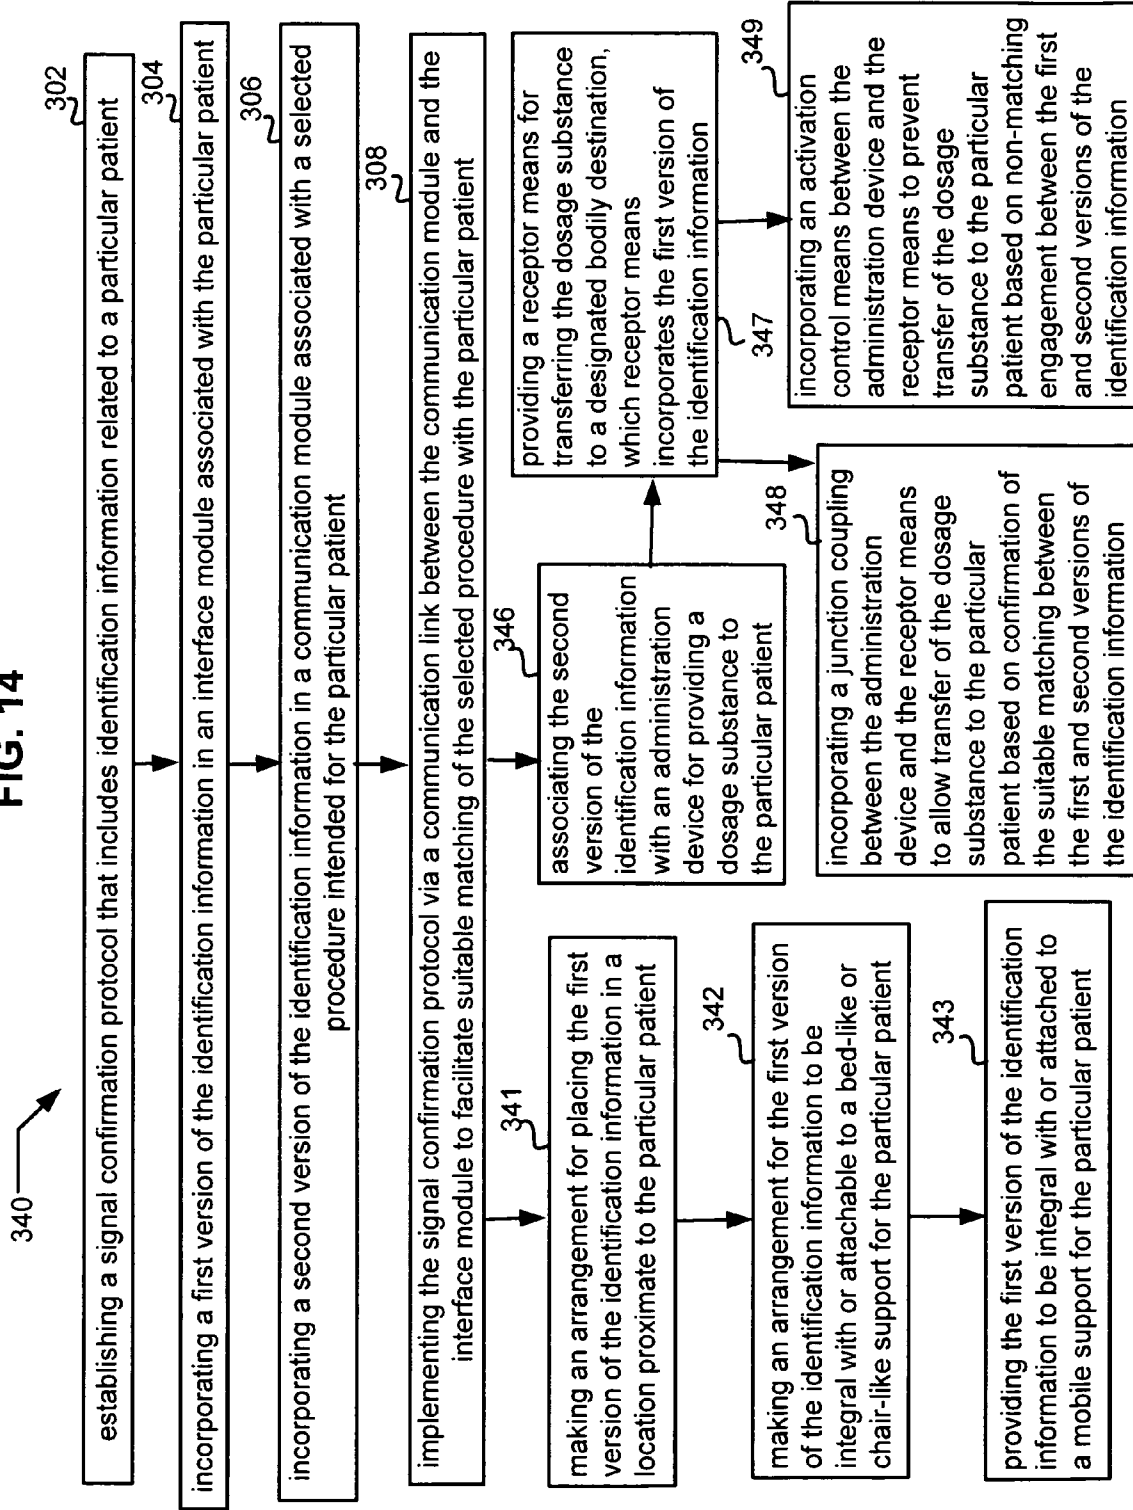 FIG. 14
340
302
establishing a signal confirmation protocol that includes identification information related to a particular patient
304
incorporating a first version of the identification information in an interface module associated with the particular patient
306
incorporating a second version of the identification information in a communication module associated with a selected
procedure intended for the particular patient
308
implementing the signal confirmation protocol via a communication link between the communication module and the
interface module to facilitate suitable matching of the selected procedure with the particular patient
341
making an arrangement for placing the first
version of the identification information in a
location proximate to the particular patient
342
making an arrangement for the first version
of the identification information to be
integral with or attachable to a bed-like or
chair-like support for the particular patient
343
providing the first version of the identification
information to be integral with or attached to
a mobile support for the particular patient
346
associating the second
version of the
identification information
with an administration
device for providing a
dosage substance to
the particular patient
providing a receptor means for
transferring the dosage substance
to a designated bodily destination,
which receptor means
incorporates the first version of
the identification information
347
348
incorporating a junction coupling
between the administration
device and the receptor means
to allow transfer of the dosage
substance to the particular
patient based on confirmation of
the suitable matching between
the first and second versions of
the identification information
349
incorporating an activation
control means between the
administration device and the
receptor means to prevent
transfer of the dosage
substance to the particular
patient based on non-matching
engagement between the first
and second versions of the
identification information